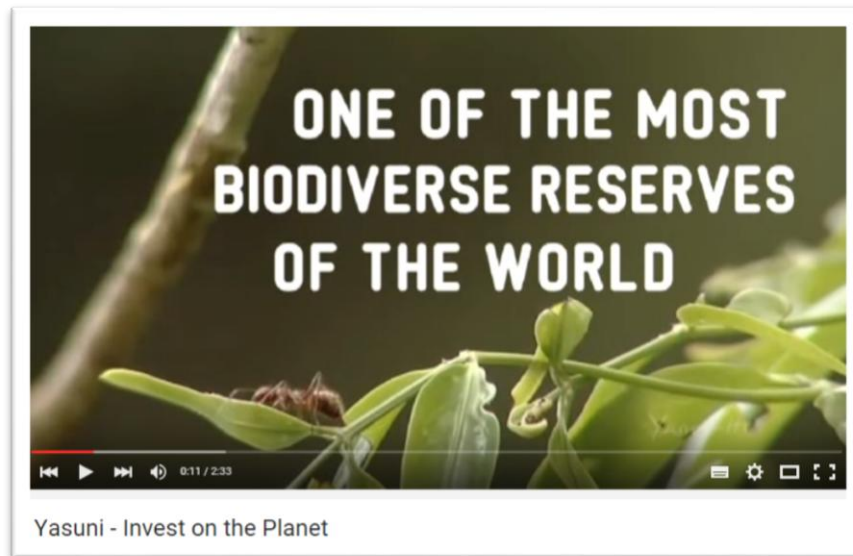 ONE OF THE MOST
BIODIVERSE RESERVES
OF THE WORLD
0:11 / 2:33
Yasuni - Invest on the Planet